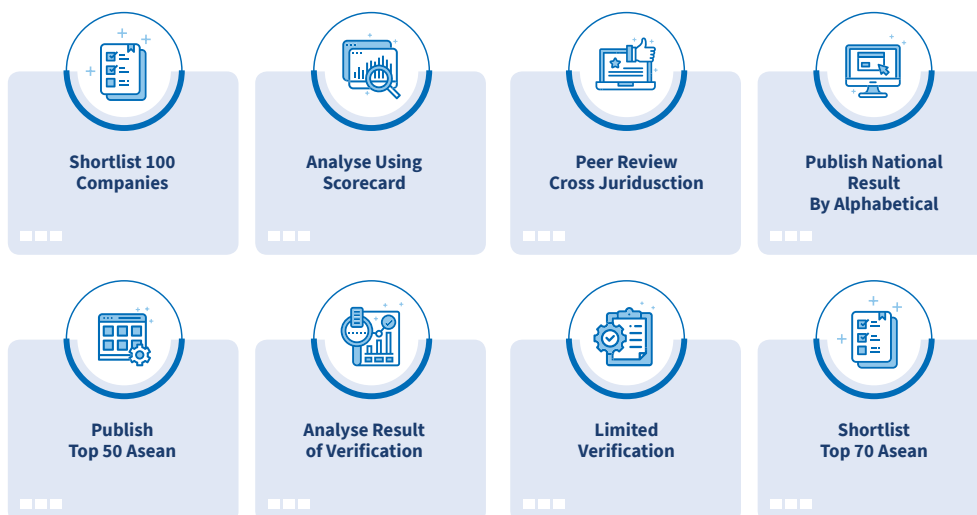 Shortlist 100
Companies
Analyse Using
Scorecard
Peer Review
Cross Juridusction
Publish National
Result
By Alphabetical
Publish
Top 50 Asean
Analyse Result
of Verification
Limited
Verification
Shortlist
Top 70 Asean